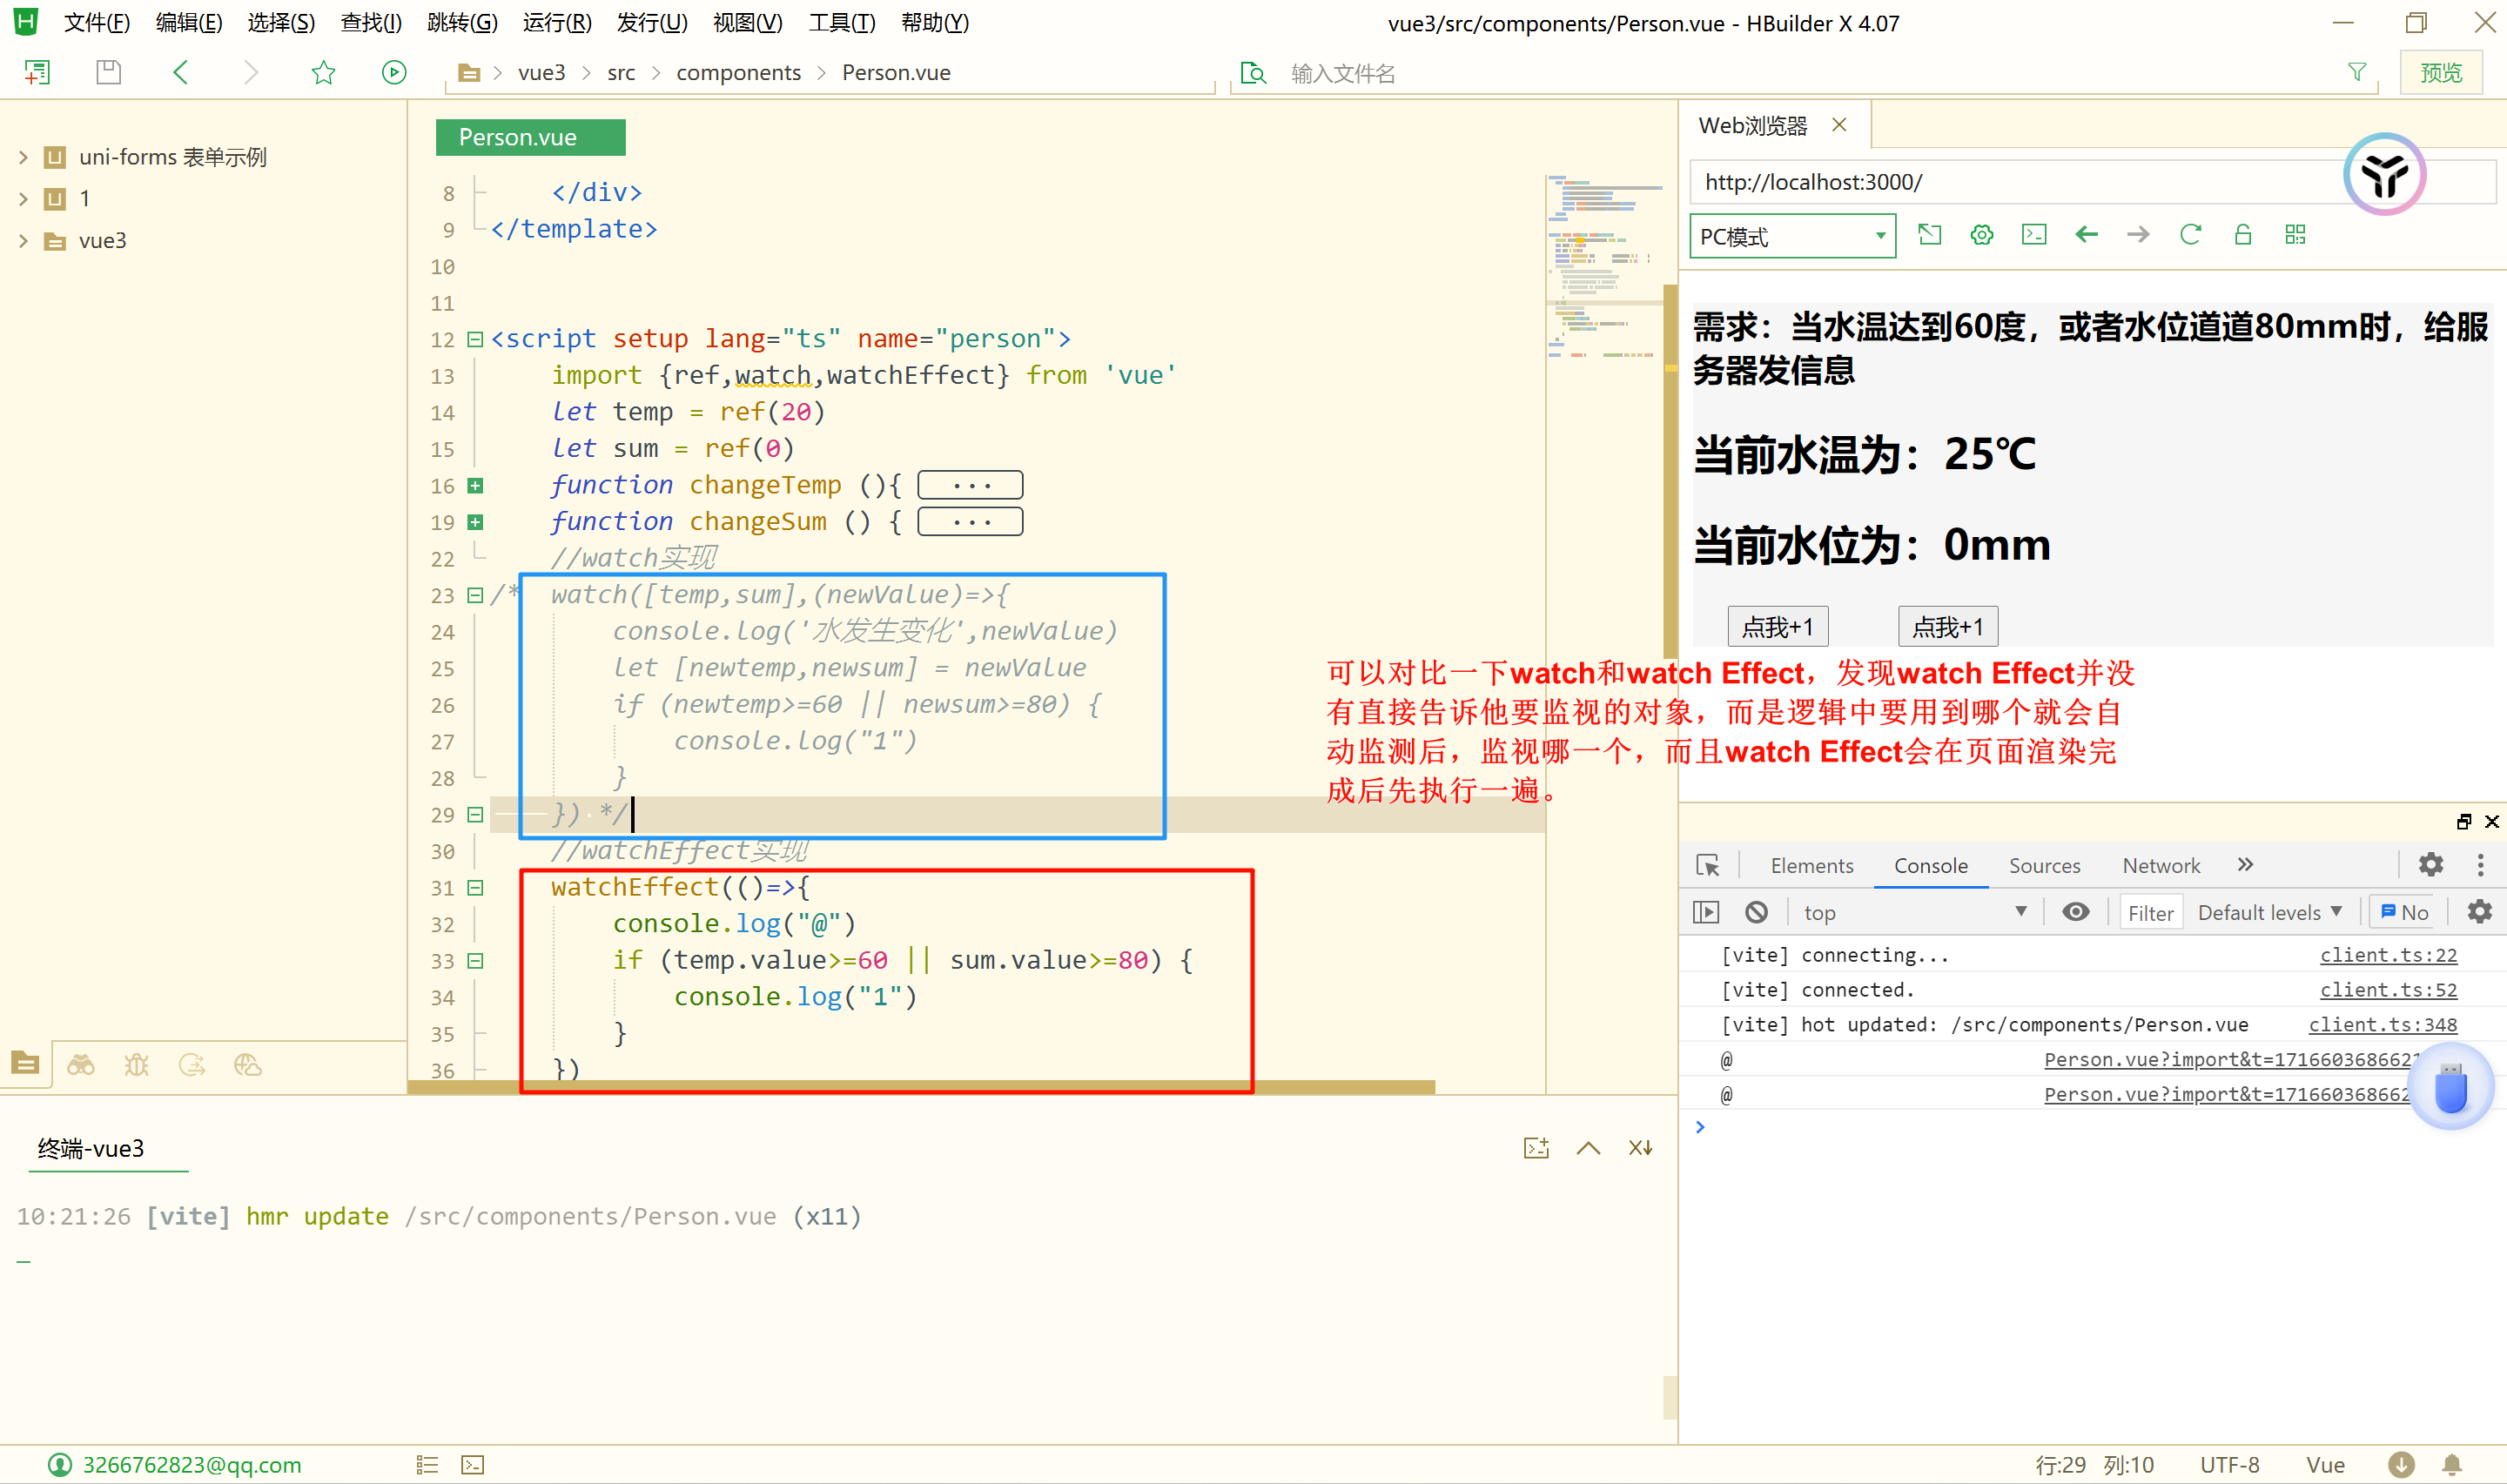 文件(F) 编辑(E) 选择(S) 查找(I) 跳转(G) 运行(R) 发行(U) 视图(V) 工具(T) 帮助(Y) vue3/src/components/Person.vue - HBuilder X 4.07
vue3 src components Person.vue 输入文件名 预览
uni-forms 表单示例
1
vue3
Person.vue
8 </div>
9 </template>
10
11
12 <script setup lang="ts" name="person">
13 import {ref,watch,watchEffect} from 'vue'
14 let temp = ref(20)
15 let sum = ref(0)
16 function changeTemp (){ ...
19 function changeSum () { ...
22 //watch实现
23 /* watch([temp,sum],(newValue)=>{
24 console.log('水发生变化',newValue)
25 let [newtemp,newsum] = newValue
26 if (newtemp>=60 || newsum>=80) {
27 console.log("1")
28 }
29 }) */
30 //watchEffect实现
31 watchEffect(()=>{
32 console.log("@")
33 if (temp.value>=60 || sum.value>=80) {
34 console.log("1")
35 }
36 })
Web浏览器
http://localhost:3000/
PC模式
需求：当水温达到60度，或者水位道道80mm时，给服
务器发信息
当前水温为：25℃
当前水位为：0mm
点我+1 点我+1
可以对比一下watch和watch Effect，发现watch Effect并没
有直接告诉他要监视的对象，而是逻辑中要用到哪个就会自
动监测后，监视哪一个，而且watch Effect会在页面渲染完
成后先执行一遍。
Elements Console Sources Network
top Filter Default levels No
[vite] connecting... client.ts:22
[vite] connected. client.ts:52
[vite] hot updated: /src/components/Person.vue client.ts:348
@ Person.vue?import&t=1716603686621
@ Person.vue?import&t=171660368662
终端-vue3
10:21:26 [vite] hmr update /src/components/Person.vue (x11)
3266762823@qq.com
行:29 列:10 UTF-8 Vue